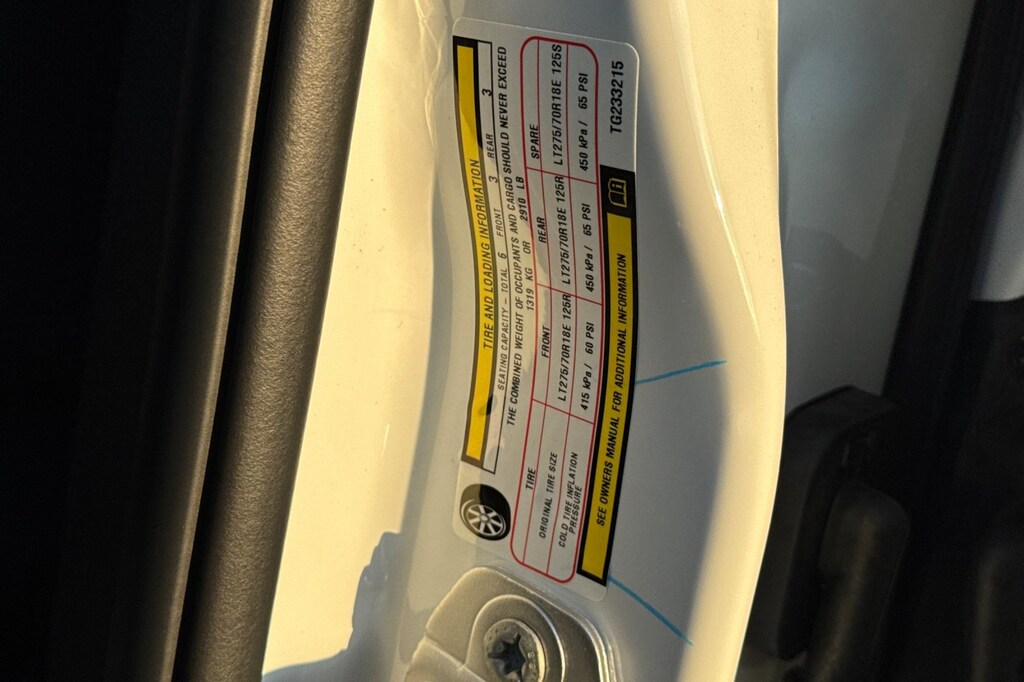 TIRE AND LOADING INFORMATION
SEATING CAPACITY – TOTAL 6 FRONT 3 REAR 3
THE COMBINED WEIGHT OF OCCUPANTS AND CARGO SHOULD NEVER EXCEED
1319 KG OR 2910 LB
TIRE FRONT REAR SPARE
ORIGINAL TIRE SIZE LT275/70R18E 125R LT275/70R18E 125R LT275/70R18E 125S
COLD TIRE INFLATION PRESSURE 415 kPa / 60 PSI 450 kPa / 65 PSI 450 kPa / 65 PSI
SEE OWNERS MANUAL FOR ADDITIONAL INFORMATION
TG233215